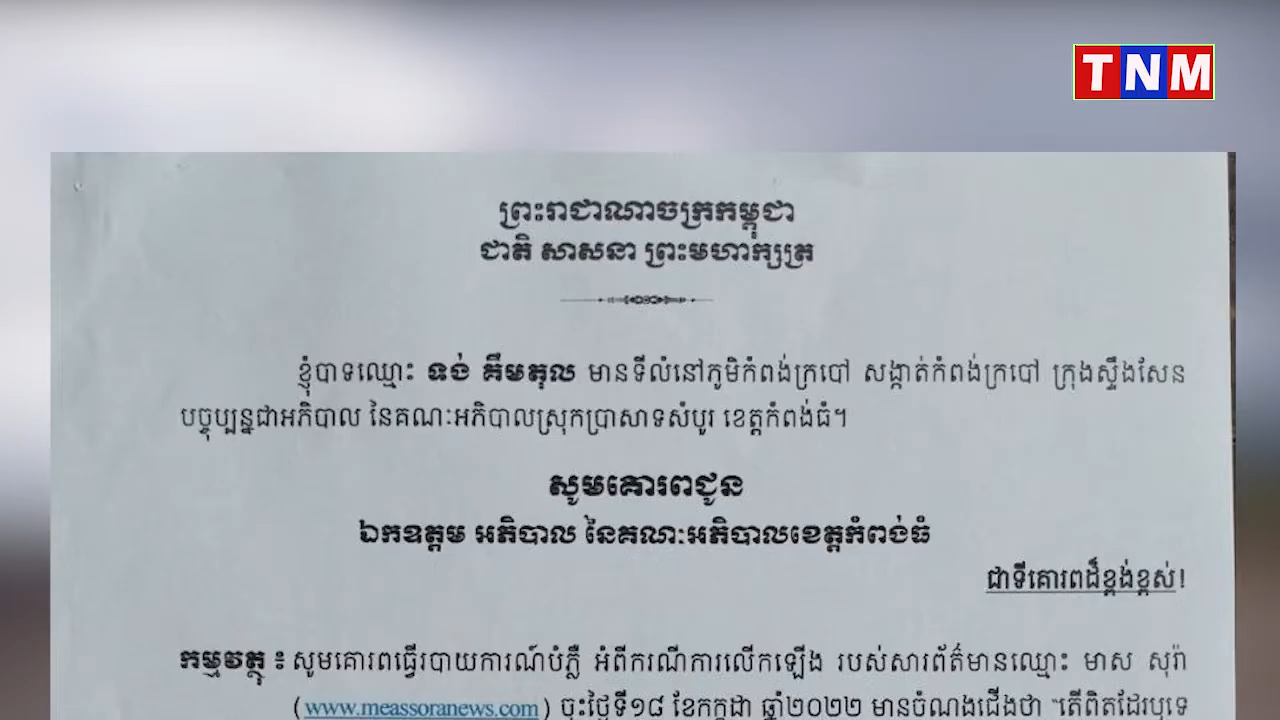 TNM
ព្រះរាជាណាចក្រកម្ពុជា
ជាតិ សាសនា ព្រះមហាក្សត្រ
ខ្ញុំបាទឈ្មោះ ទង់ គឹមតុល មានទីលំនៅភូមិកំពង់ក្របៅ សង្កាត់កំពង់ក្របៅ ក្រុងស្ទឹងសែន
បច្ចុប្បន្នជាអភិបាល នៃគណៈអភិបាលស្រុកប្រាសាទសំបូរ ខេត្តកំពង់ធំ។
សូមគោរពជូន
ឯកឧត្តម អភិបាល នៃគណៈអភិបាលខេត្តកំពង់ធំ
ជាទីគោរពដ៏ខ្ពង់ខ្ពស់!
កម្មវត្ថុ ៖ សូមគោរពធ្វើរបាយការណ៍បំភ្លឺ អំពីករណីការលើកឡើង របស់សារព័ត៌មានឈ្មោះ មាស សុរ៉ា
(www.meassoranews.com) ចុះថ្ងៃទី១៨ ខែកក្កដា ឆ្នាំ២០២២ មានចំណងជើងថា "តើពិតដែរឬទេ